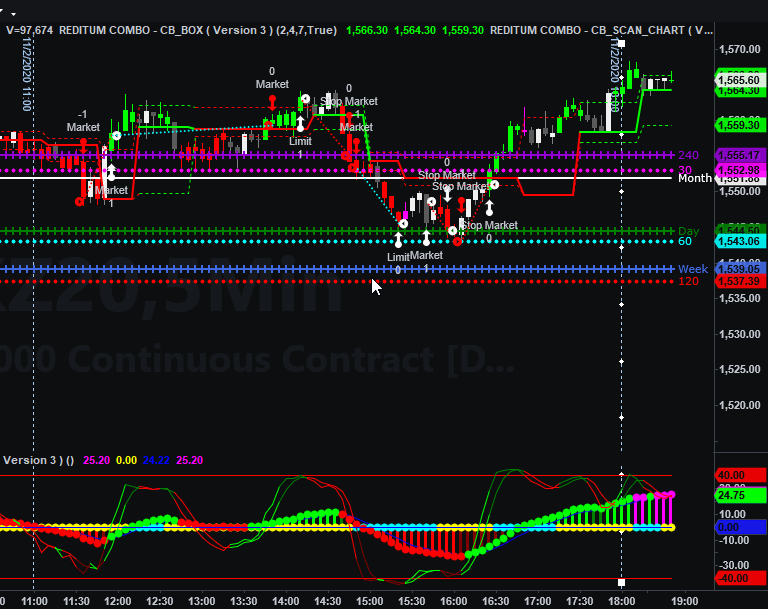 V=97,674 REDITUM COMBO - CB_BOX ( Version 3 ) (2,4,7,True) 1,566.30 1,564.30 1,559.30 REDITUM COMBO - CB_SCAN_CHART ( V...
11/2/2020 11:00
1,570.00
1,565.60
1,564.30
1,559.30
0
Market
0
Stop Market
-1
Market
Market
Limit
1
240
1,555.17
30
1,552.98
Month
1,550.00
Market
0
Stop Market
Stop Market
Stop Market
0
Day
1,544.50
60
1,543.06
Limit
0
Market
1
Week
1,539.05
120
1,537.39
1,535.00
1,530.00
1,525.00
1,520.00
000 Continuous Contract [D...
Version 3 ) () 25.20 0.00 24.22 25.20
40.00
24.75
10.00
0.00
-10.00
-30.00
-40.00
11:00 11:30 12:00 12:30 13:00 13:30 14:00 14:30 15:00 15:30 16:00 16:30 17:00 17:30 18:00 19:00